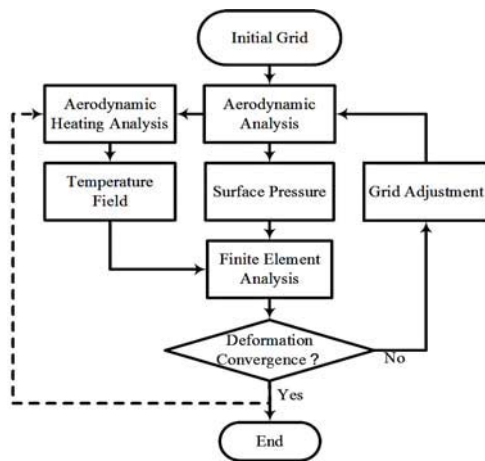 Initial Grid
Aerodynamic
Heating Analysis
Aerodynamic
Analysis
Temperature
Field
Surface Pressure
Grid Adjustment
Finite Element
Analysis
Deformation
Convergence ?
No
Yes
End